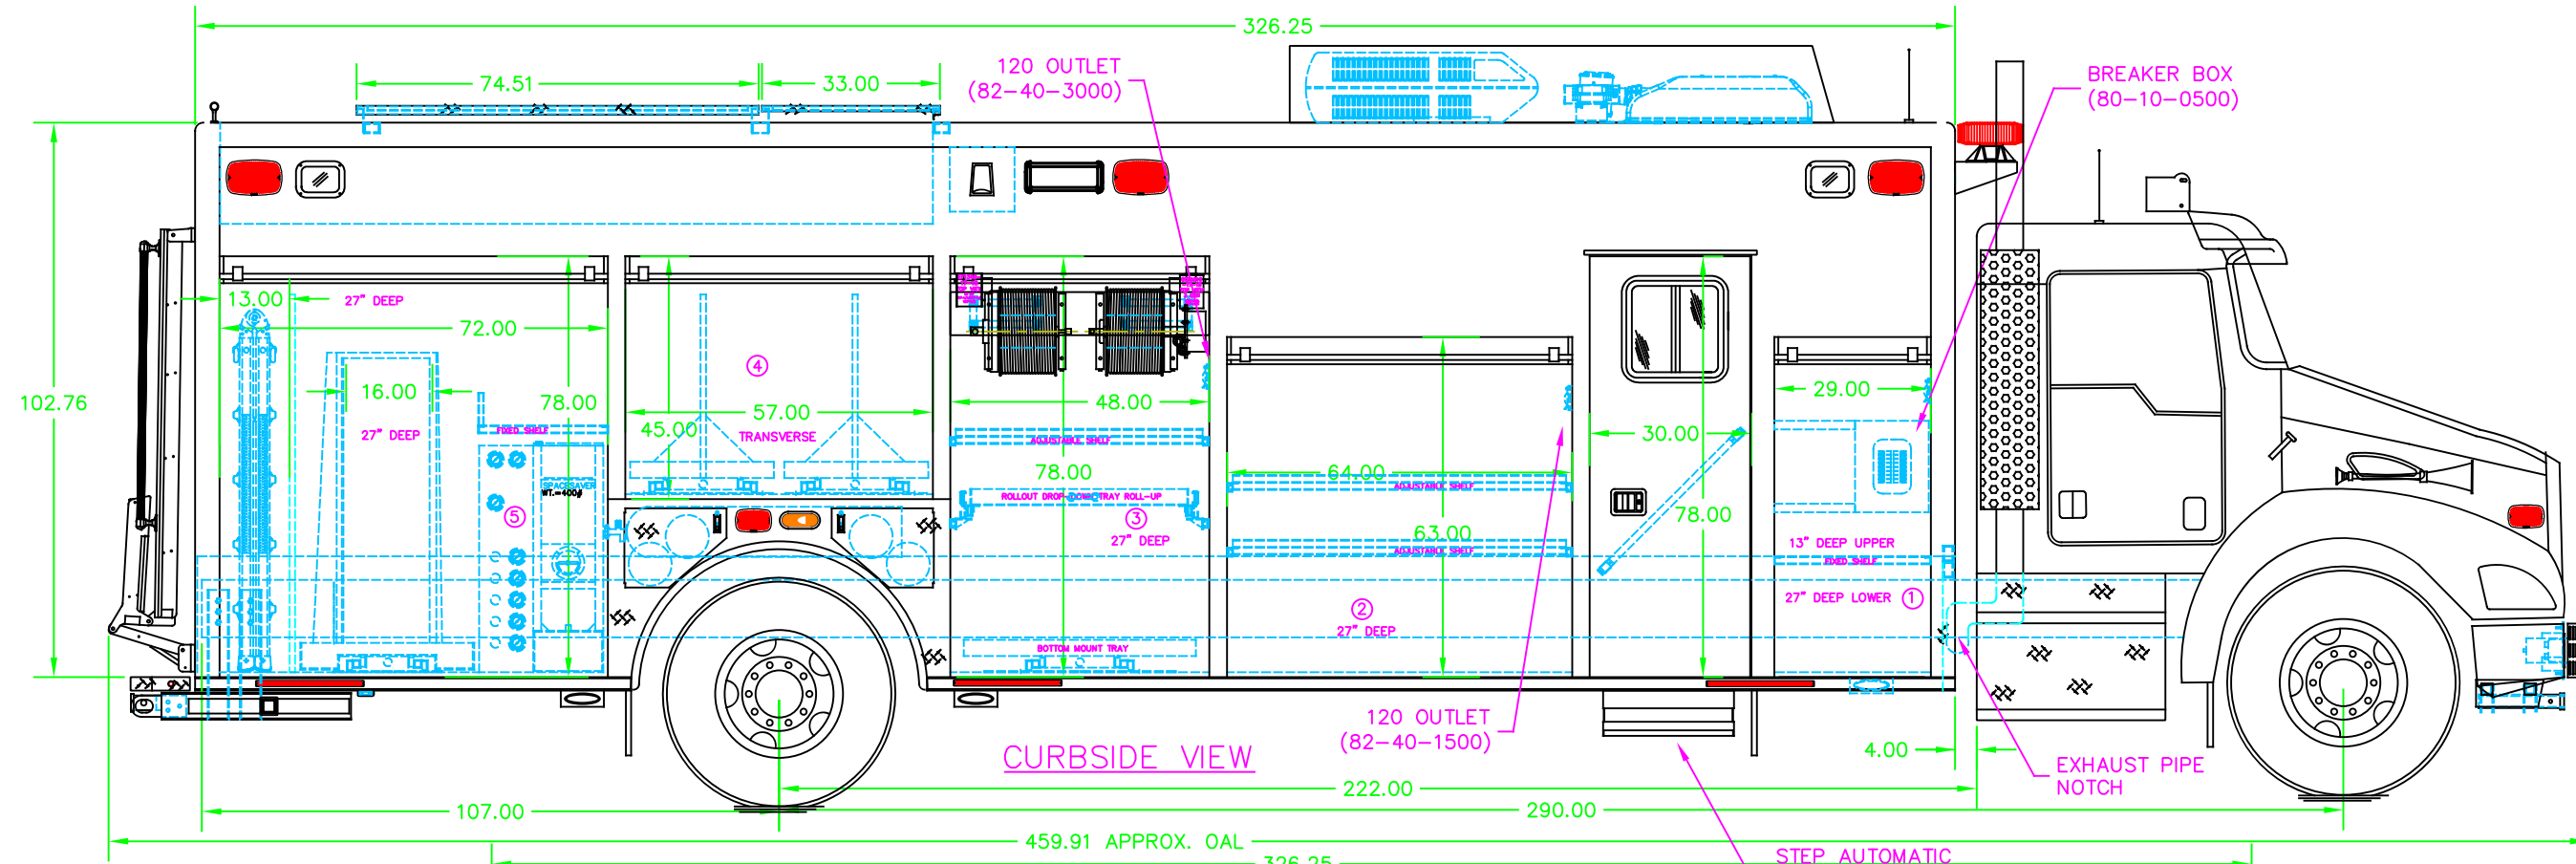 326.25
74.51
33.00
120 OUTLET
(82-40-3000)
BREAKER BOX
(80-10-0500)
102.76
13.00
27" DEEP
72.00
16.00
27" DEEP
78.00
FIXED SHELF
SPACESAVER
WT.=400#
⑤
④
57.00
45.00
TRANSVERSE
48.00
ADJUSTABLE SHELF
78.00
ROLLOUT DROP-DOWN TRAY ROLL-UP
③
27" DEEP
BOTTOM MOUNT TRAY
64.00
ADJUSTABLE SHELF
63.00
ADJUSTABLE SHELF
②
27" DEEP
30.00
78.00
29.00
13" DEEP UPPER
FIXED SHELF
27" DEEP LOWER ①
120 OUTLET
(82-40-1500)
CURBSIDE VIEW
4.00
EXHAUST PIPE
NOTCH
222.00
107.00
290.00
459.91 APPROX. OAL
326.25
STEP AUTOMATIC